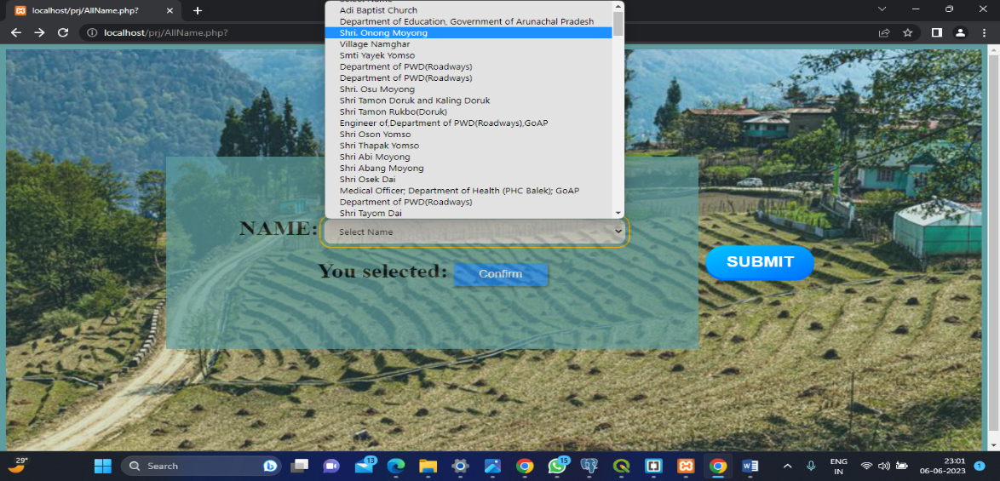 localhost/prj/AllName.php?
localhost/prj/AllName.php?
Select Name
Adi Baptist Church
Department of Education, Government of Arunachal Pradesh
Shri. Onong Moyong
Village Namghar
Smti Yayek Yomso
Department of PWD(Roadways)
Department of PWD(Roadways)
Shri. Osu Moyong
Shri Tamon Doruk and Kaling Doruk
Shri Tamon Rukbo(Doruk)
Engineer of,Department of PWD(Roadways),GoAP
Shri Oson Yomso
Shri Thapak Yomso
Shri Abi Moyong
Shri Abang Moyong
Shri Osek Dai
Medical Officer; Department of Health (PHC Balek); GoAP
Department of PWD(Roadways)
Shri Tayom Dai
NAME: Select Name
SUBMIT
You selected: Confirm
29°
Search
13
15
W
ENG
IN
23:01
06-06-2023
1